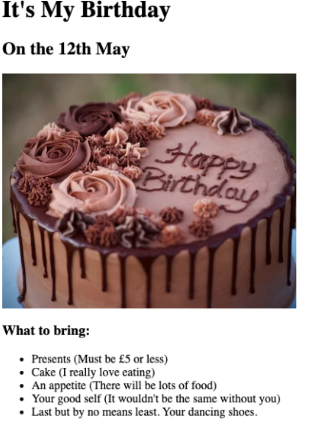 It's My Birthday
On the 12th May
Happy
Birthday
What to bring:
Presents (Must be £5 or less)
Cake (I really love eating)
An appetite (There will be lots of food)
Your good self (It wouldn't be the same without you)
Last but by no means least. Your dancing shoes.